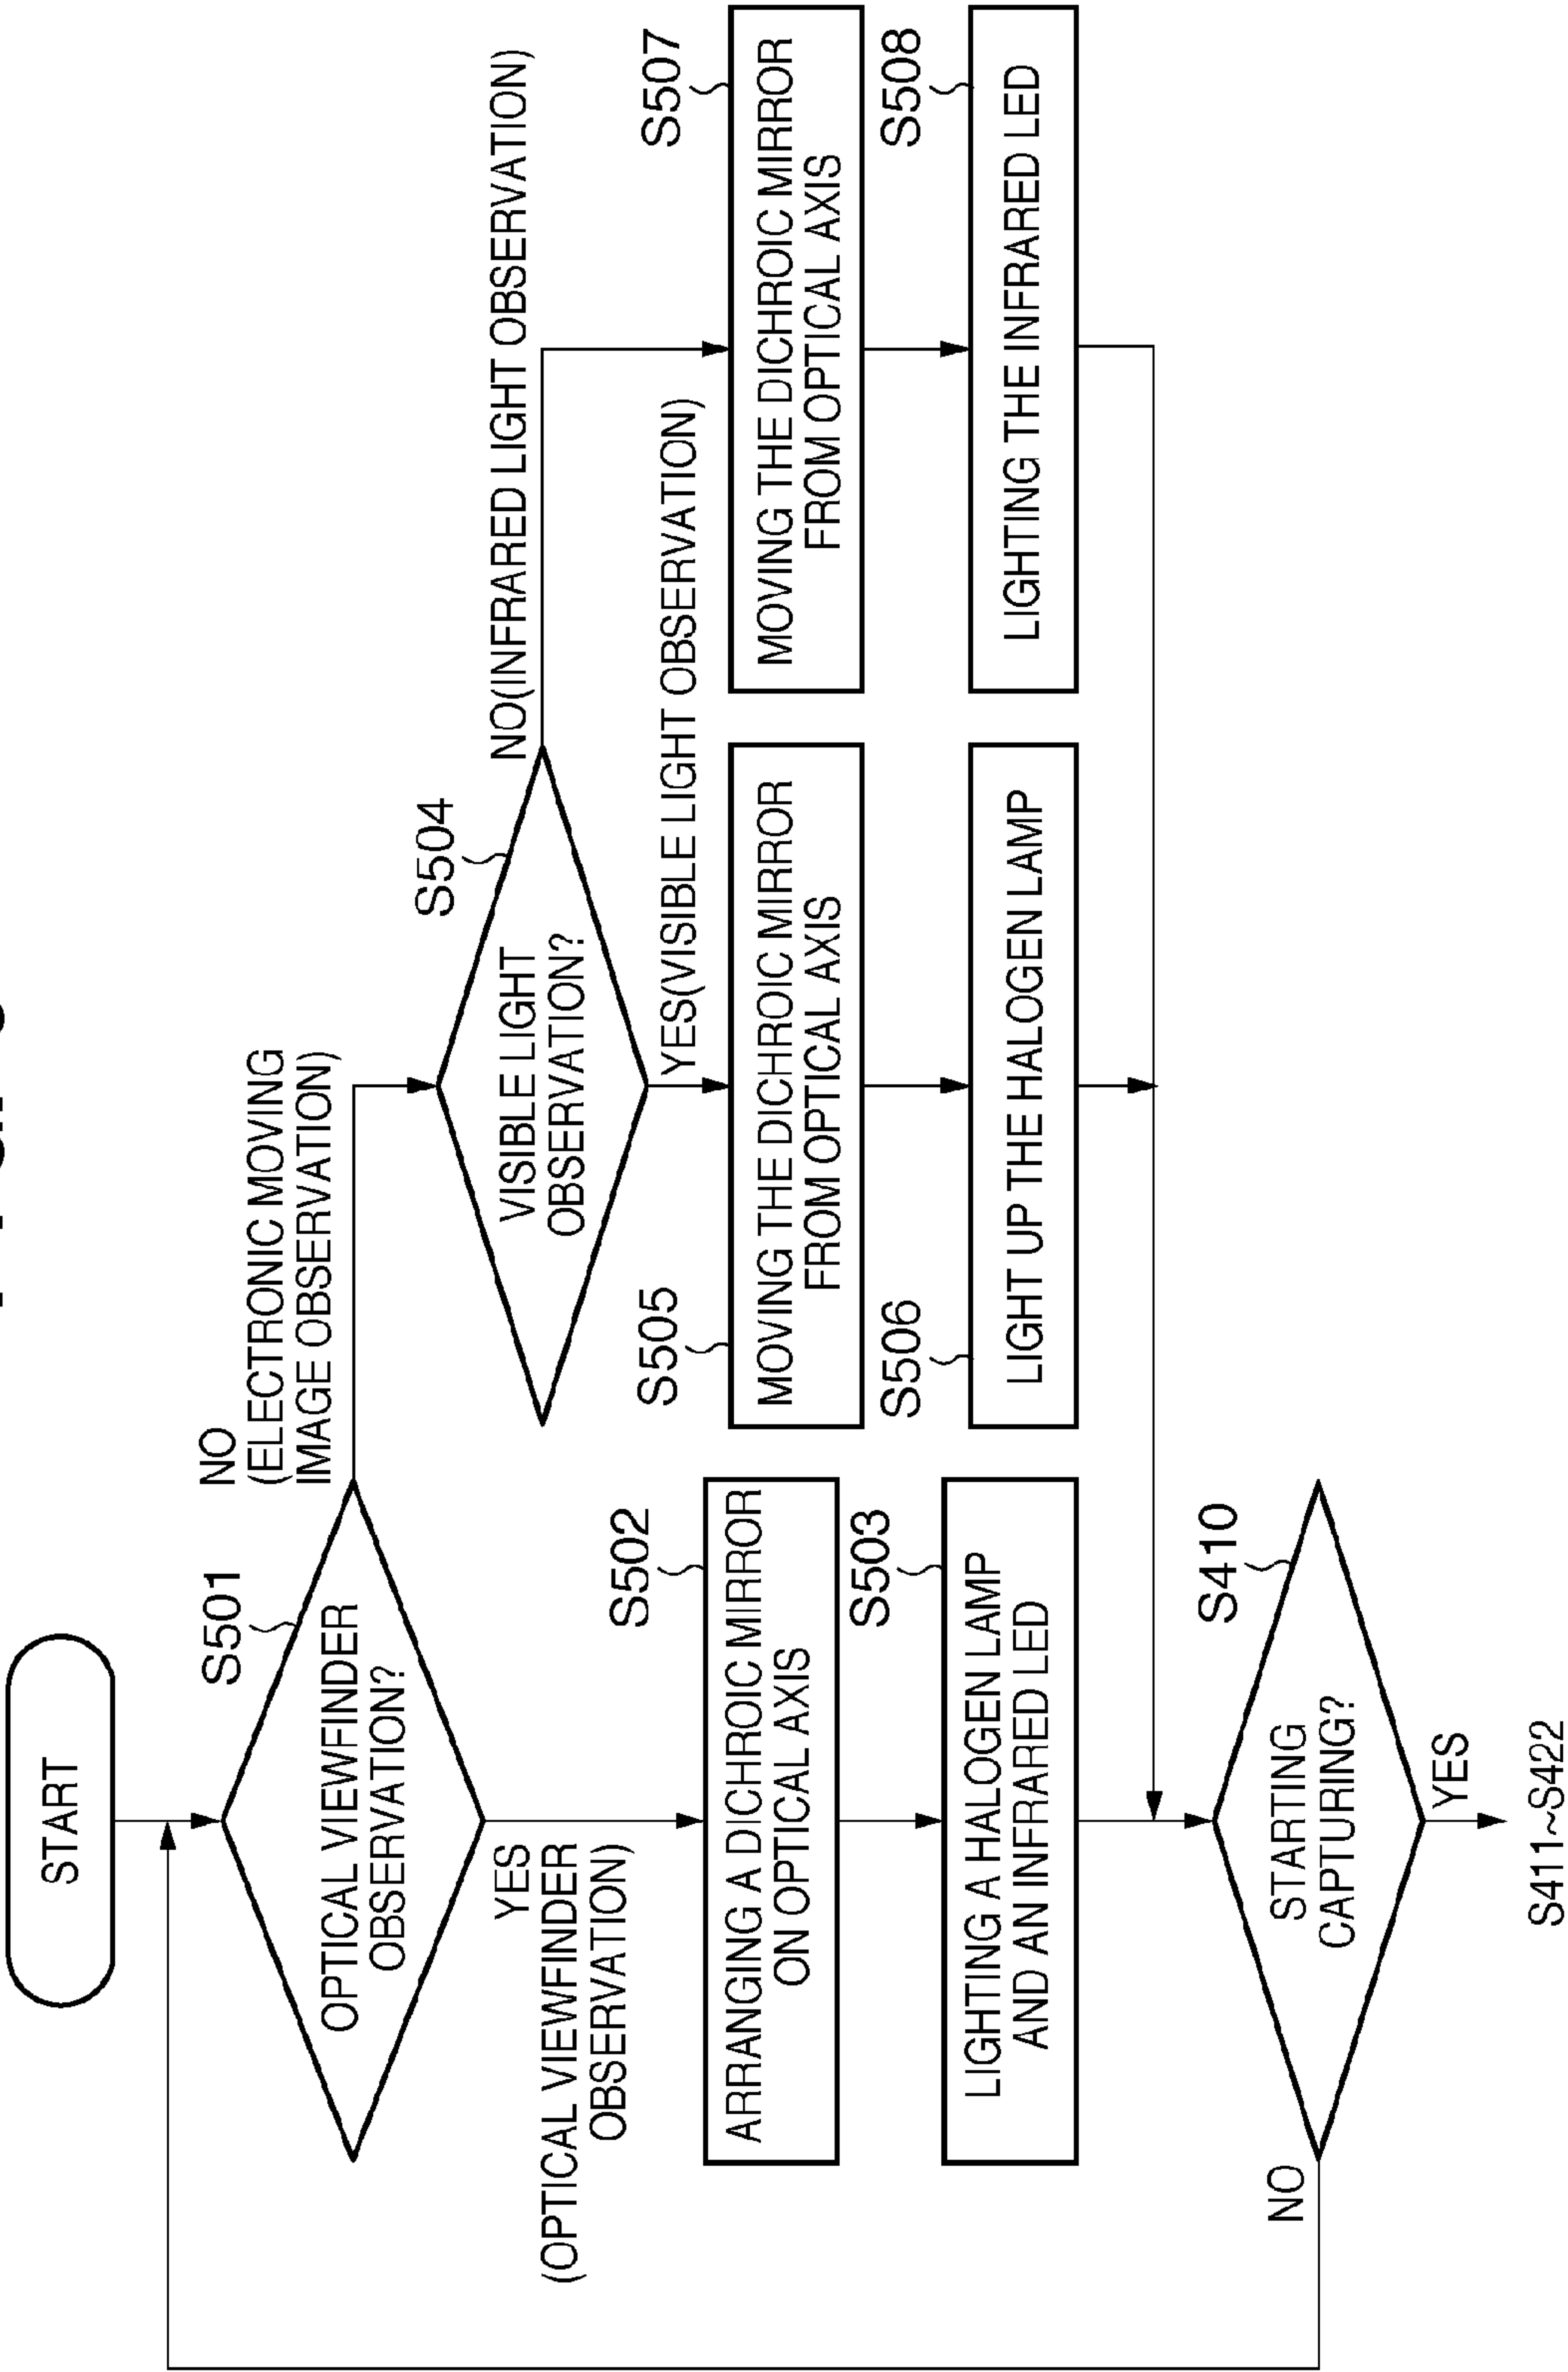 START
S501
OPTICAL VIEWFINDER
OBSERVATION?
NO
(ELECTRONIC MOVING
IMAGE OBSERVATION)
YES
(OPTICAL VIEWFINDER
OBSERVATION)
S504
VISIBLE LIGHT
OBSERVATION?
NO(INFRARED LIGHT OBSERVATION)
YES(VISIBLE LIGHT OBSERVATION)
S502
ARRANGING A DICHROIC MIRROR
ON OPTICAL AXIS
S505
MOVING THE DICHROIC MIRROR
FROM OPTICAL AXIS
S507
MOVING THE DICHROIC MIRROR
FROM OPTICAL AXIS
S503
LIGHTING A HALOGEN LAMP
AND AN INFRARED LED
S506
LIGHT UP THE HALOGEN LAMP
S508
LIGHTING THE INFRARED LED
S410
STARTING
CAPTURING?
NO
YES
S411~S422